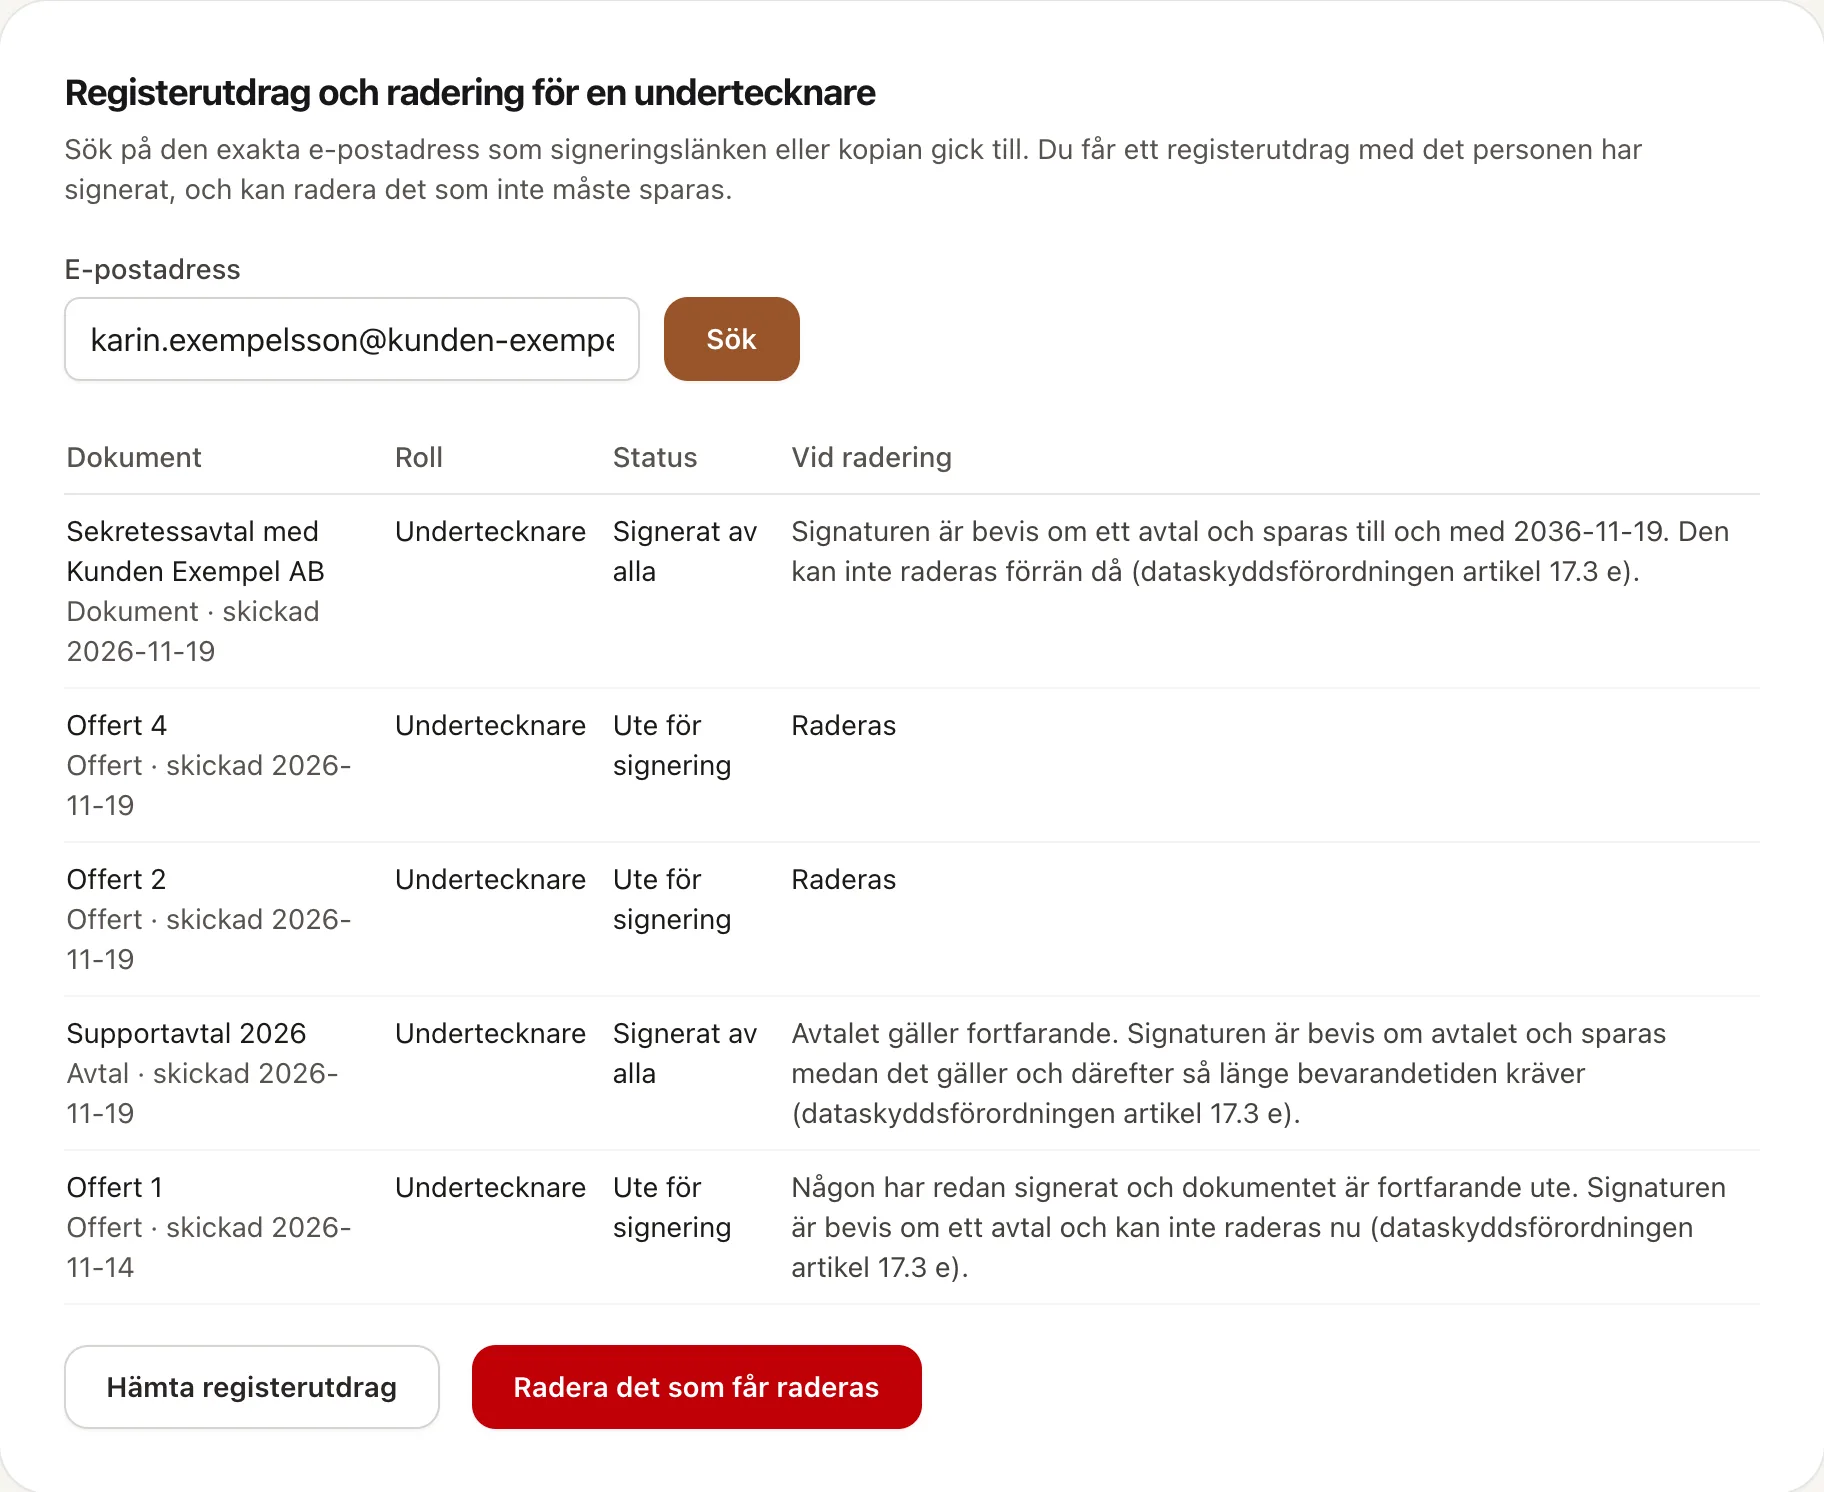 Registerutdrag och radering för en undertecknare
Sök på den exakta e-postadress som signeringslänken eller kopian gick till. Du får ett registerutdrag med det personen har
signerat, och kan radera det som inte måste sparas.
E-postadress
karin.exempelsson@kunden-exempe
Sök
Dokument Roll Status Vid radering
Sekretessavtal med Undertecknare Signerat av Signaturen är bevis om ett avtal och sparas till och med 2036-11-19. Den
Kunden Exempel AB alla kan inte raderas förrän då (dataskyddsförordningen artikel 17.3 e).
Dokument · skickad
2026-11-19
Offert 4 Undertecknare Ute för Raderas
Offert · skickad 2026- signering
11-19
Offert 2 Undertecknare Ute för Raderas
Offert · skickad 2026- signering
11-19
Supportavtal 2026 Undertecknare Signerat av Avtalet gäller fortfarande. Signaturen är bevis om avtalet och sparas
Avtal · skickad 2026- alla medan det gäller och därefter så länge bevarandetiden kräver
11-19 (dataskyddsförordningen artikel 17.3 e).
Offert 1 Undertecknare Ute för Någon har redan signerat och dokumentet är fortfarande ute. Signaturen
Offert · skickad 2026- signering är bevis om ett avtal och kan inte raderas nu (dataskyddsförordningen
11-14 artikel 17.3 e).
Hämta registerutdrag Radera det som får raderas